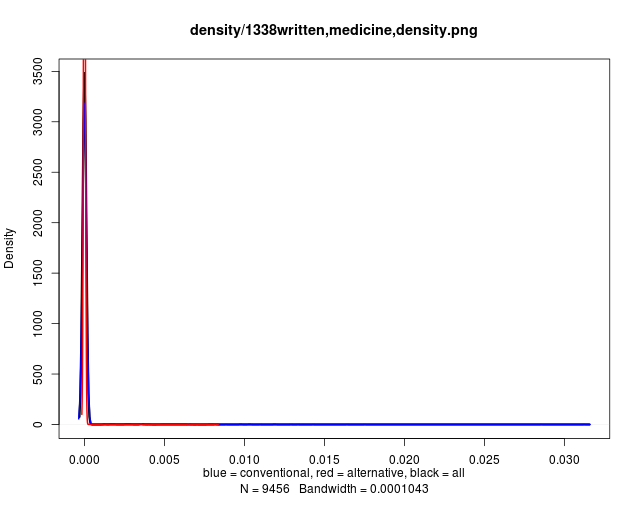 density/1338written,medicine,density.png
3500
3000
2500
2000
1500
1000
500
0
Density
0.000 0.005 0.010 0.015 0.020 0.025 0.030
blue = conventional, red = alternative, black = all
N = 9456 Bandwidth = 0.0001043